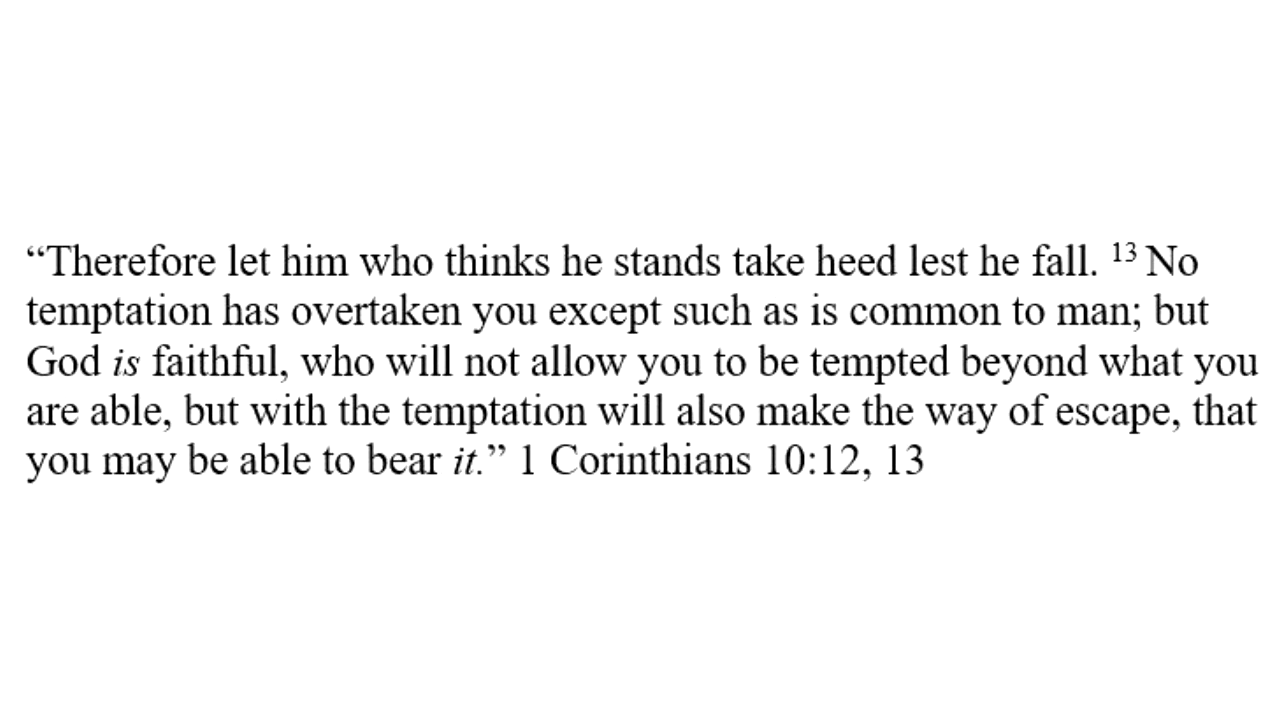 “Therefore let him who thinks he stands take heed lest he fall. ¹³ No
temptation has overtaken you except such as is common to man; but
God is faithful, who will not allow you to be tempted beyond what you
are able, but with the temptation will also make the way of escape, that
you may be able to bear it.” 1 Corinthians 10:12, 13